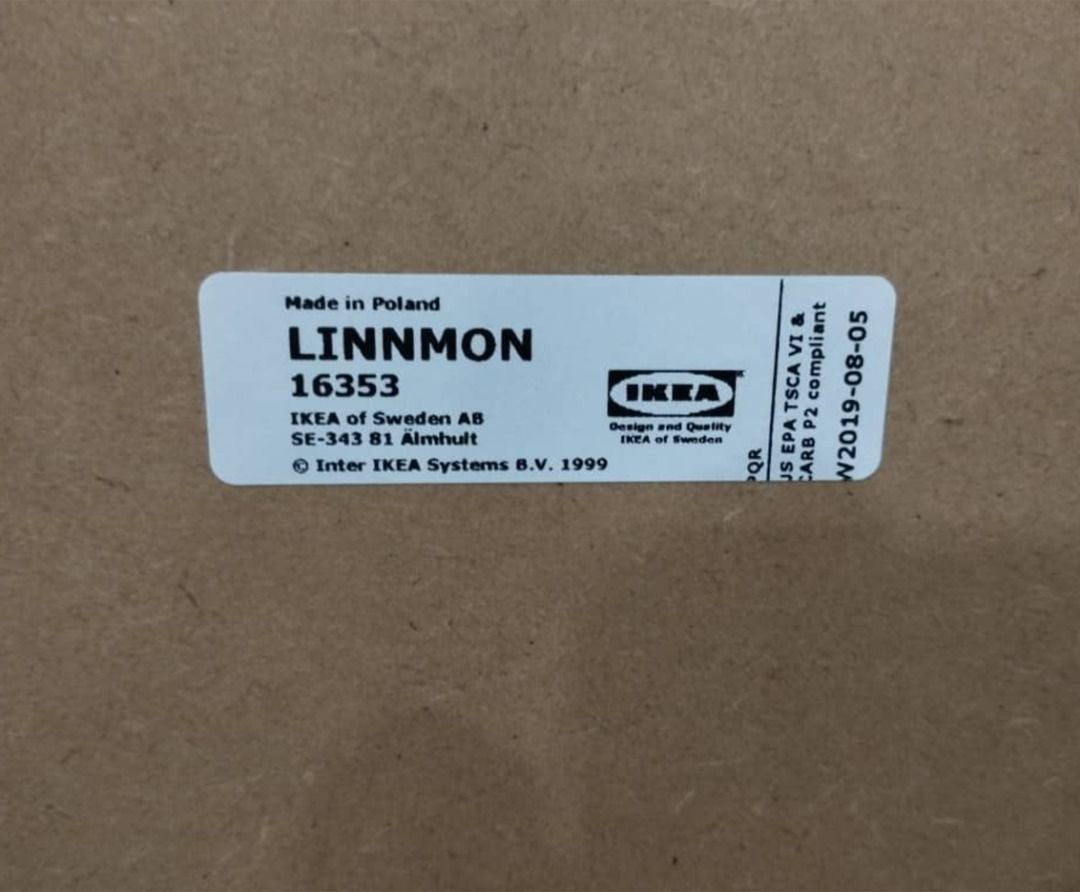 Made in Poland
LINNMON
16353
IKEA of Sweden AB
SE-343 81 Älmhult
© Inter IKEA Systems B.V. 1999
IKEA
Design and Quality
IKEA of Sweden
PQR
US EPA TSCA VI &
CARB P2 compliant
W2019-08-05